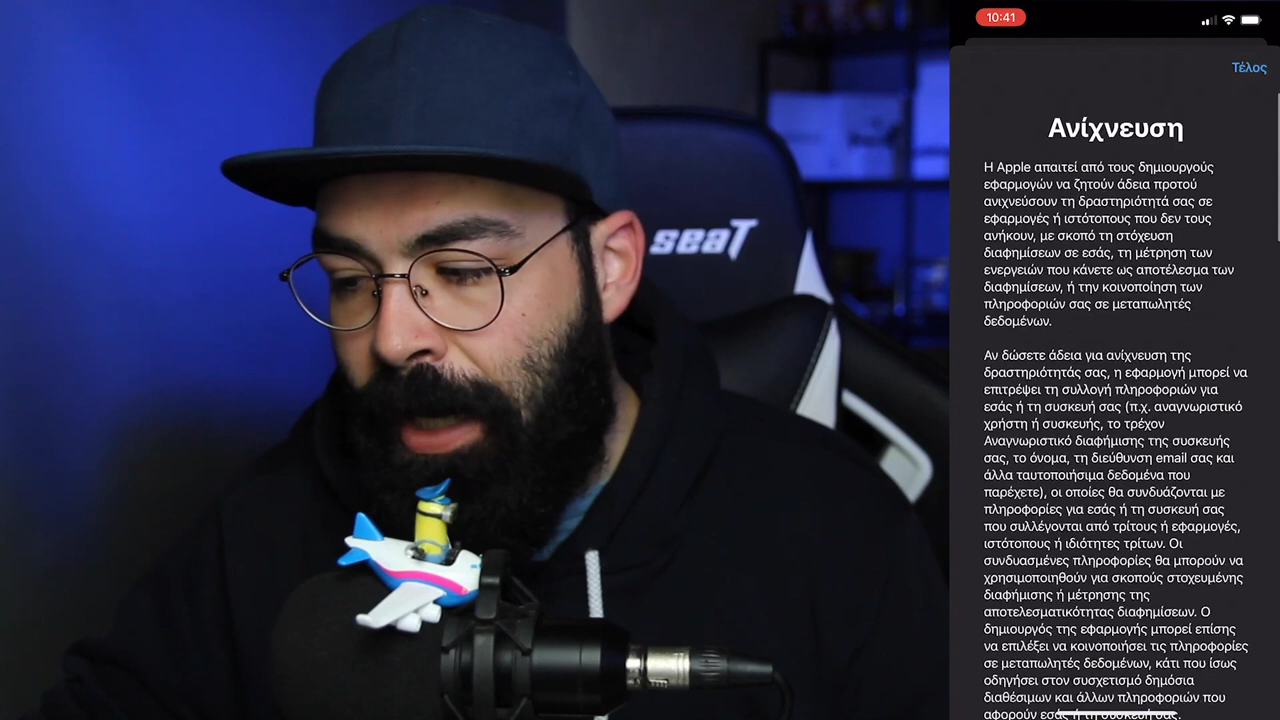 seaT
10:41
Τέλος
Ανίχνευση
Η Apple απαιτεί από τους δημιουργούς
εφαρμογών να ζητούν άδεια προτού
ανιχνεύσουν τη δραστηριότητά σας σε
εφαρμογές ή ιστότοπους που δεν τους
ανήκουν, με σκοπό τη στόχευση
διαφημίσεων σε εσάς, τη μέτρηση των
ενεργειών που κάνετε ως αποτέλεσμα των
διαφημίσεων, ή την κοινοποίηση των
πληροφοριών σας σε μεταπωλητές
δεδομένων.
Αν δώσετε άδεια για ανίχνευση της
δραστηριότητάς σας, η εφαρμογή μπορεί να
επιτρέψει τη συλλογή πληροφοριών για
εσάς ή τη συσκευή σας (π.χ. αναγνωριστικό
χρήστη ή συσκευής, το τρέχον
Αναγνωριστικό διαφήμισης της συσκευής
σας, το όνομα, τη διεύθυνση email σας και
άλλα ταυτοποιήσιμα δεδομένα που
παρέχετε), οι οποίες θα συνδυάζονται με
πληροφορίες για εσάς ή τη συσκευή σας
που συλλέγονται από τρίτους ή εφαρμογές,
ιστότοπους ή ιδιότητες τρίτων. Οι
συνδυασμένες πληροφορίες θα μπορούν να
χρησιμοποιηθούν για σκοπούς στοχευμένης
διαφήμισης ή μέτρησης της
αποτελεσματικότητας διαφημίσεων. Ο
δημιουργός της εφαρμογής μπορεί επίσης
να επιλέξει να κοινοποιήσει τις πληροφορίες
σε μεταπωλητές δεδομένων, κάτι που ίσως
οδηγήσει στον συσχετισμό δημόσια
διαθέσιμων και άλλων πληροφοριών που
αφορούν εσάς ή τη συσκευή σας.